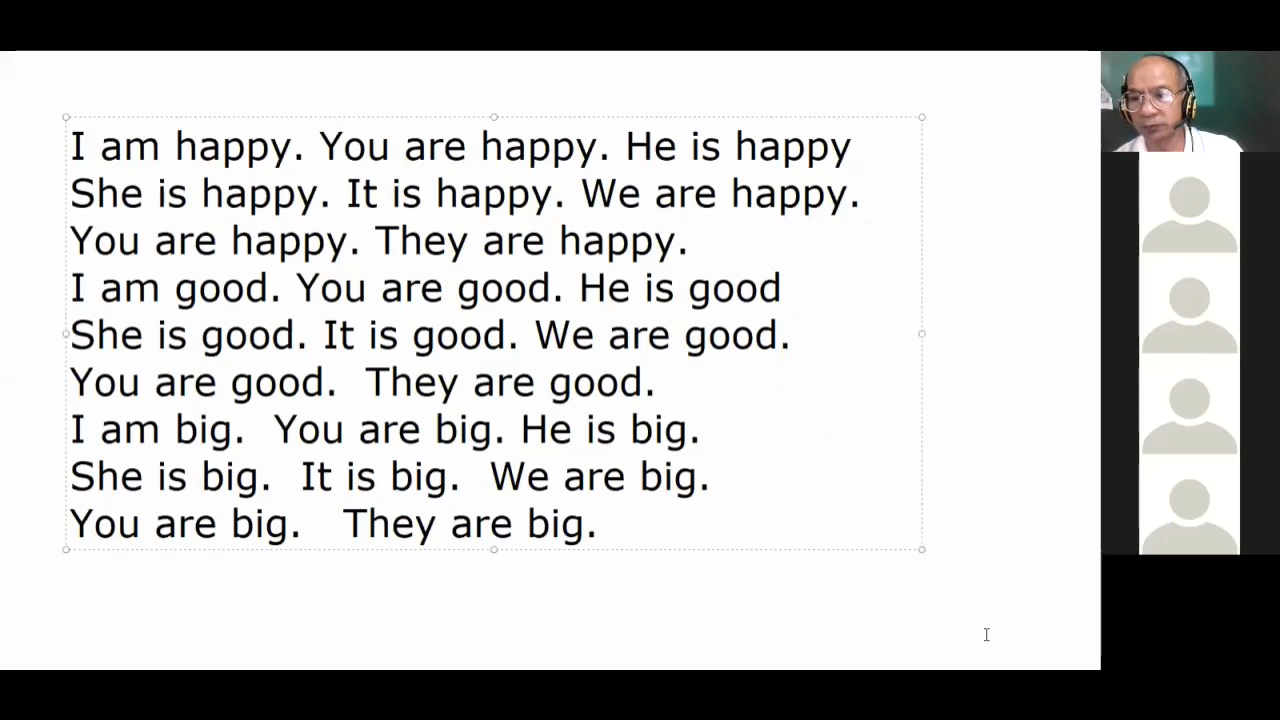 I am happy. You are happy. He is happy
She is happy. It is happy. We are happy.
You are happy. They are happy.
I am good. You are good. He is good
She is good. It is good. We are good.
You are good.  They are good.
I am big.  You are big. He is big.
She is big.  It is big.  We are big.
You are big.   They are big.